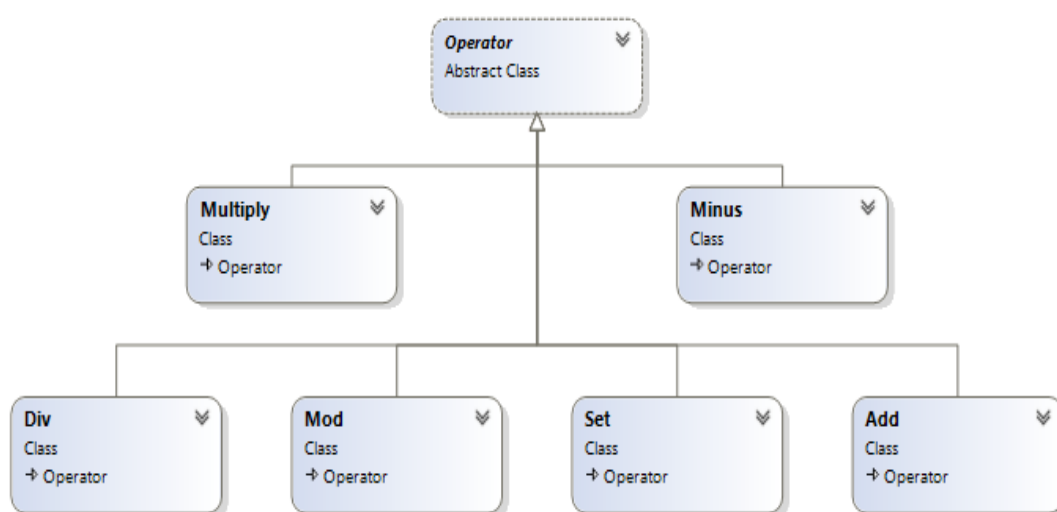 Operator
Abstract Class
Multiply
Class
Operator
Minus
Class
Operator
Div
Class
Operator
Mod
Class
Operator
Set
Class
Operator
Add
Class
Operator